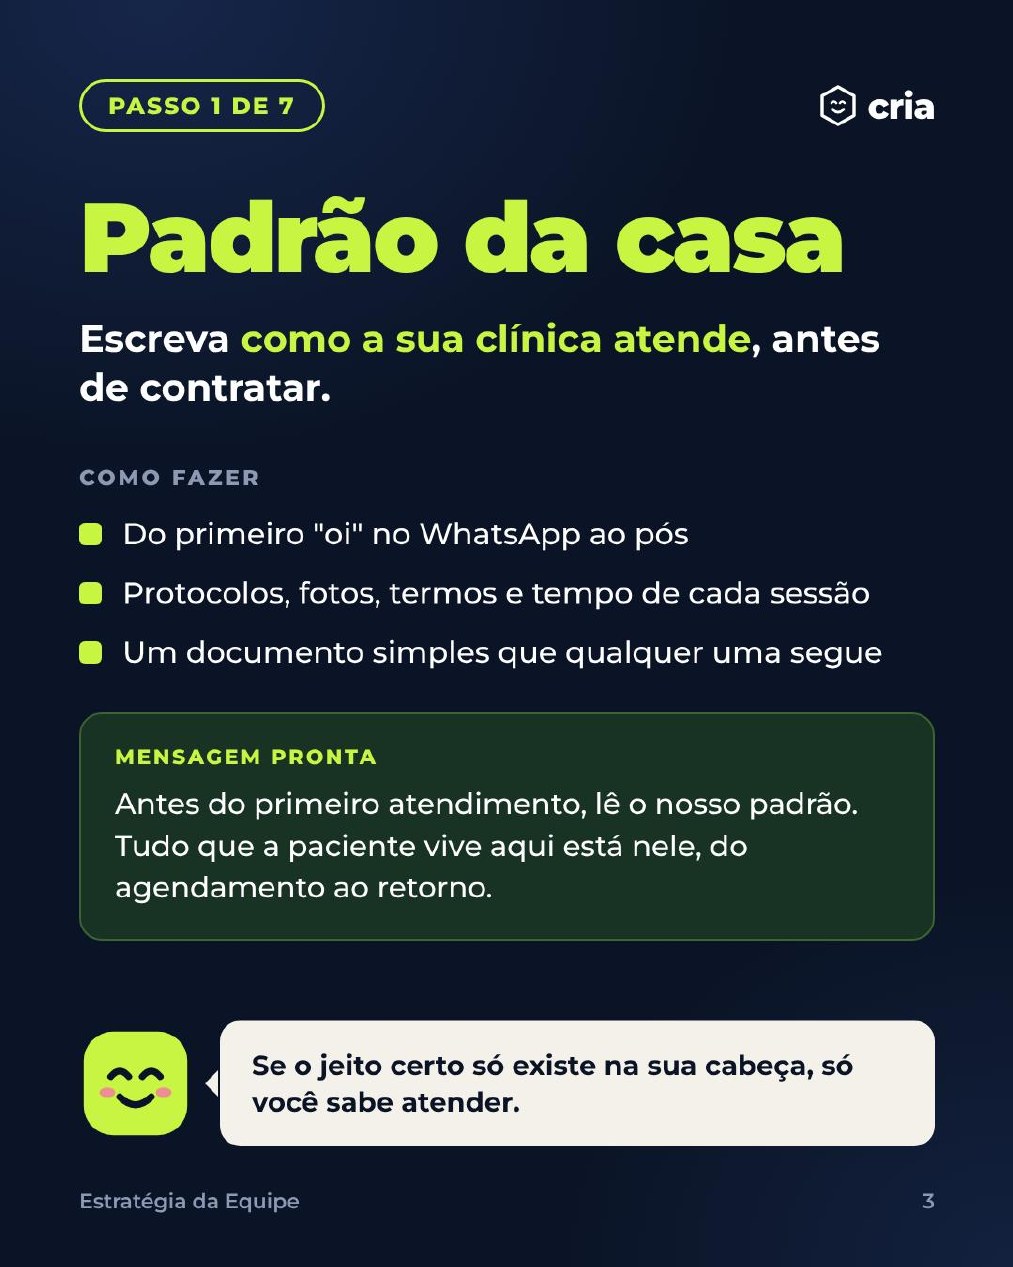 PASSO 1 DE 7
cria
Padrão da casa
Escreva como a sua clínica atende, antes
de contratar.
COMO FAZER
Do primeiro "oi" no WhatsApp ao pós
Protocolos, fotos, termos e tempo de cada sessão
Um documento simples que qualquer uma segue
MENSAGEM PRONTA
Antes do primeiro atendimento, lê o nosso padrão.
Tudo que a paciente vive aqui está nele, do
agendamento ao retorno.
Se o jeito certo só existe na sua cabeça, só
você sabe atender.
Estratégia da Equipe
3